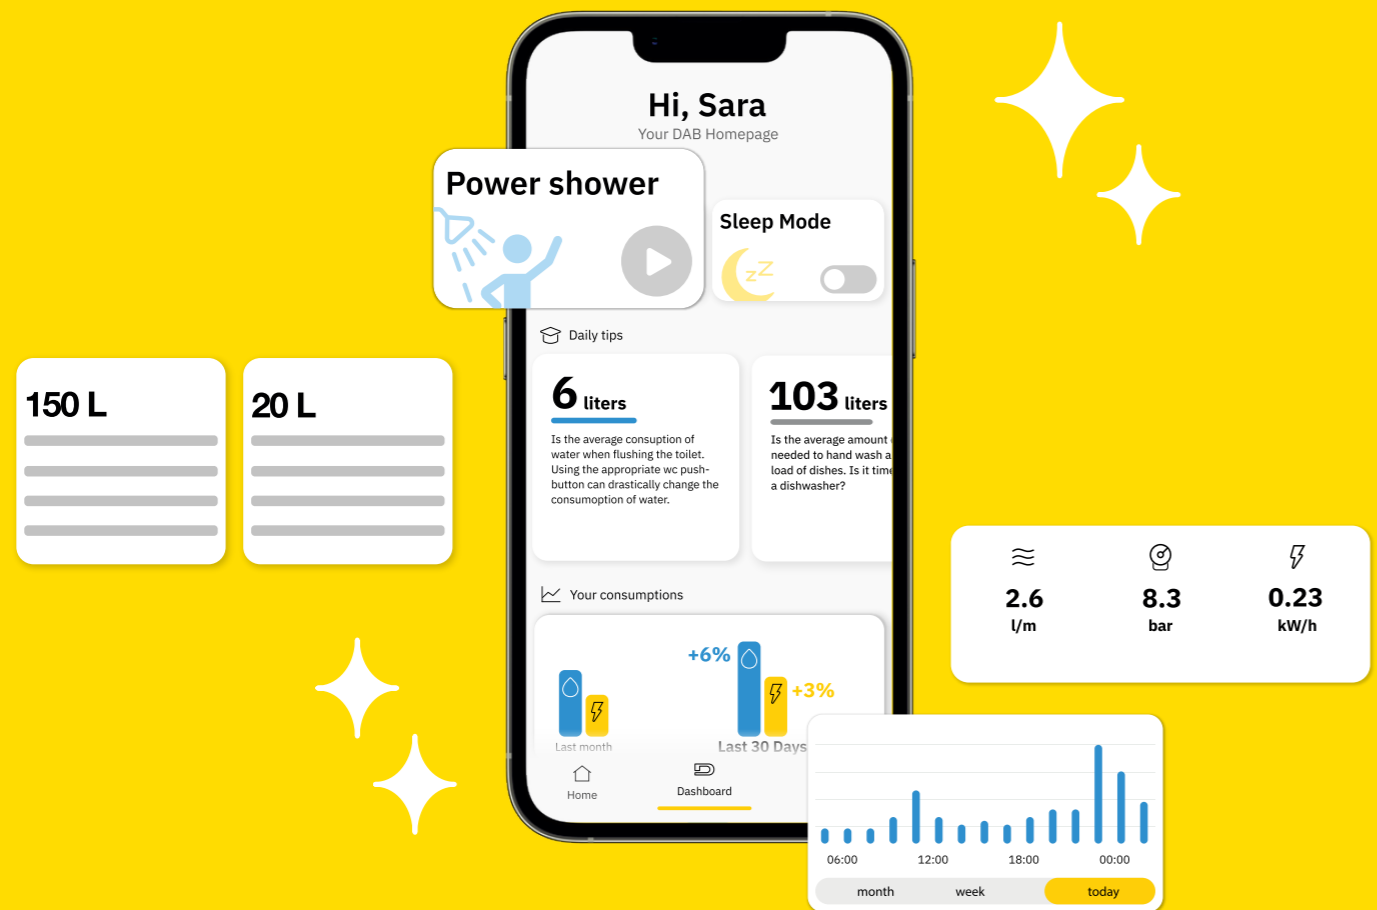 Hi, Sara
Your DAB Homepage
Power shower
Sleep Mode
zZ
Daily tips
150 L
20 L
6 liters
Is the average consuption of
water when flushing the toilet.
Using the appropriate wc push-
button can drastically change the
consumoption of water.
103 liters
Is the average amount
needed to hand wash a
load of dishes. Is it time
a dishwasher?
2.6
l/m
8.3
bar
0.23
kW/h
Your consumptions
+6%
+3%
Last month
Last 30 Days
Home
Dashboard
06:00
12:00
18:00
00:00
month
week
today